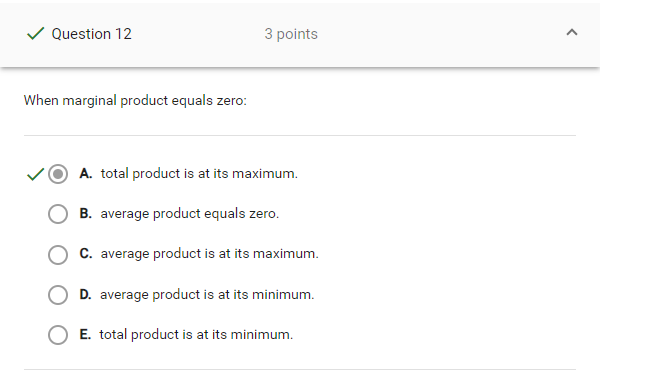 Question 12 3 points
When marginal product equals zero:
A. total product is at its maximum.
B. average product equals zero.
C. average product is at its maximum.
D. average product is at its minimum.
E. total product is at its minimum.